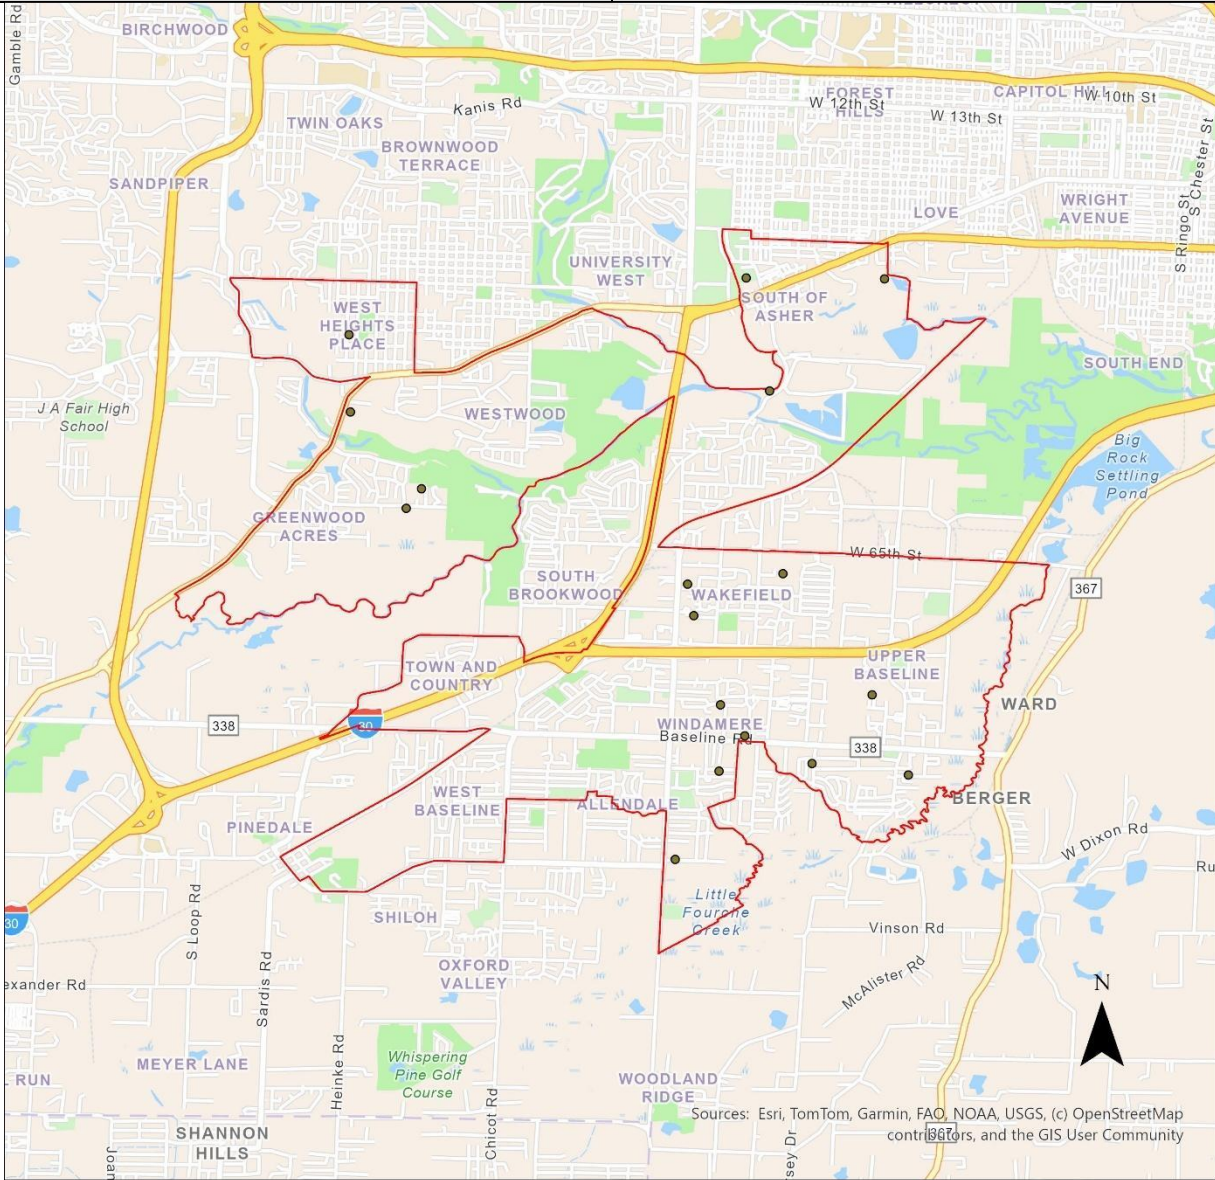 BIRCHWOOD
Gamble Rd
Kanis Rd
TWIN OAKS
BROWNWOOD
TERRACE
SANDPIPER
FOREST
HILLS
W 12th St
CAPITOL HILL
W 10th St
W 13th St
S Chester St
S Ringo St
WRIGHT
AVENUE
LOVE
UNIVERSITY
WEST
SOUTH OF
ASHER
WEST
HEIGHTS
PLACE
SOUTH END
J A Fair High
School
WESTWOOD
Big
Rock
Settling
Pond
GREENWOOD
ACRES
W 65th St
SOUTH
BROOKWOOD
WAKEFIELD
367
TOWN AND
COUNTRY
UPPER
BASELINE
WARD
338
30
WINDAMERE
Baseline Rd
338
WEST
BASELINE
ALLENDALE
BERGER
PINEDALE
W Dixon Rd
Ru
30
S Loop Rd
SHILOH
Little
Fourche
Creek
Vinson Rd
OXFORD
VALLEY
McAlister Rd
exander Rd
Sardis Rd
N
Heinke Rd
MEYER LANE
Whispering
Pine Golf
Course
RUN
WOODLAND
RIDGE
Chicot Rd
SHANNON
HILLS
Joan
sey Dr
367
Sources: Esri, TomTom, Garmin, FAO, NOAA, USGS, (c) OpenStreetMap
contributors, and the GIS User Community